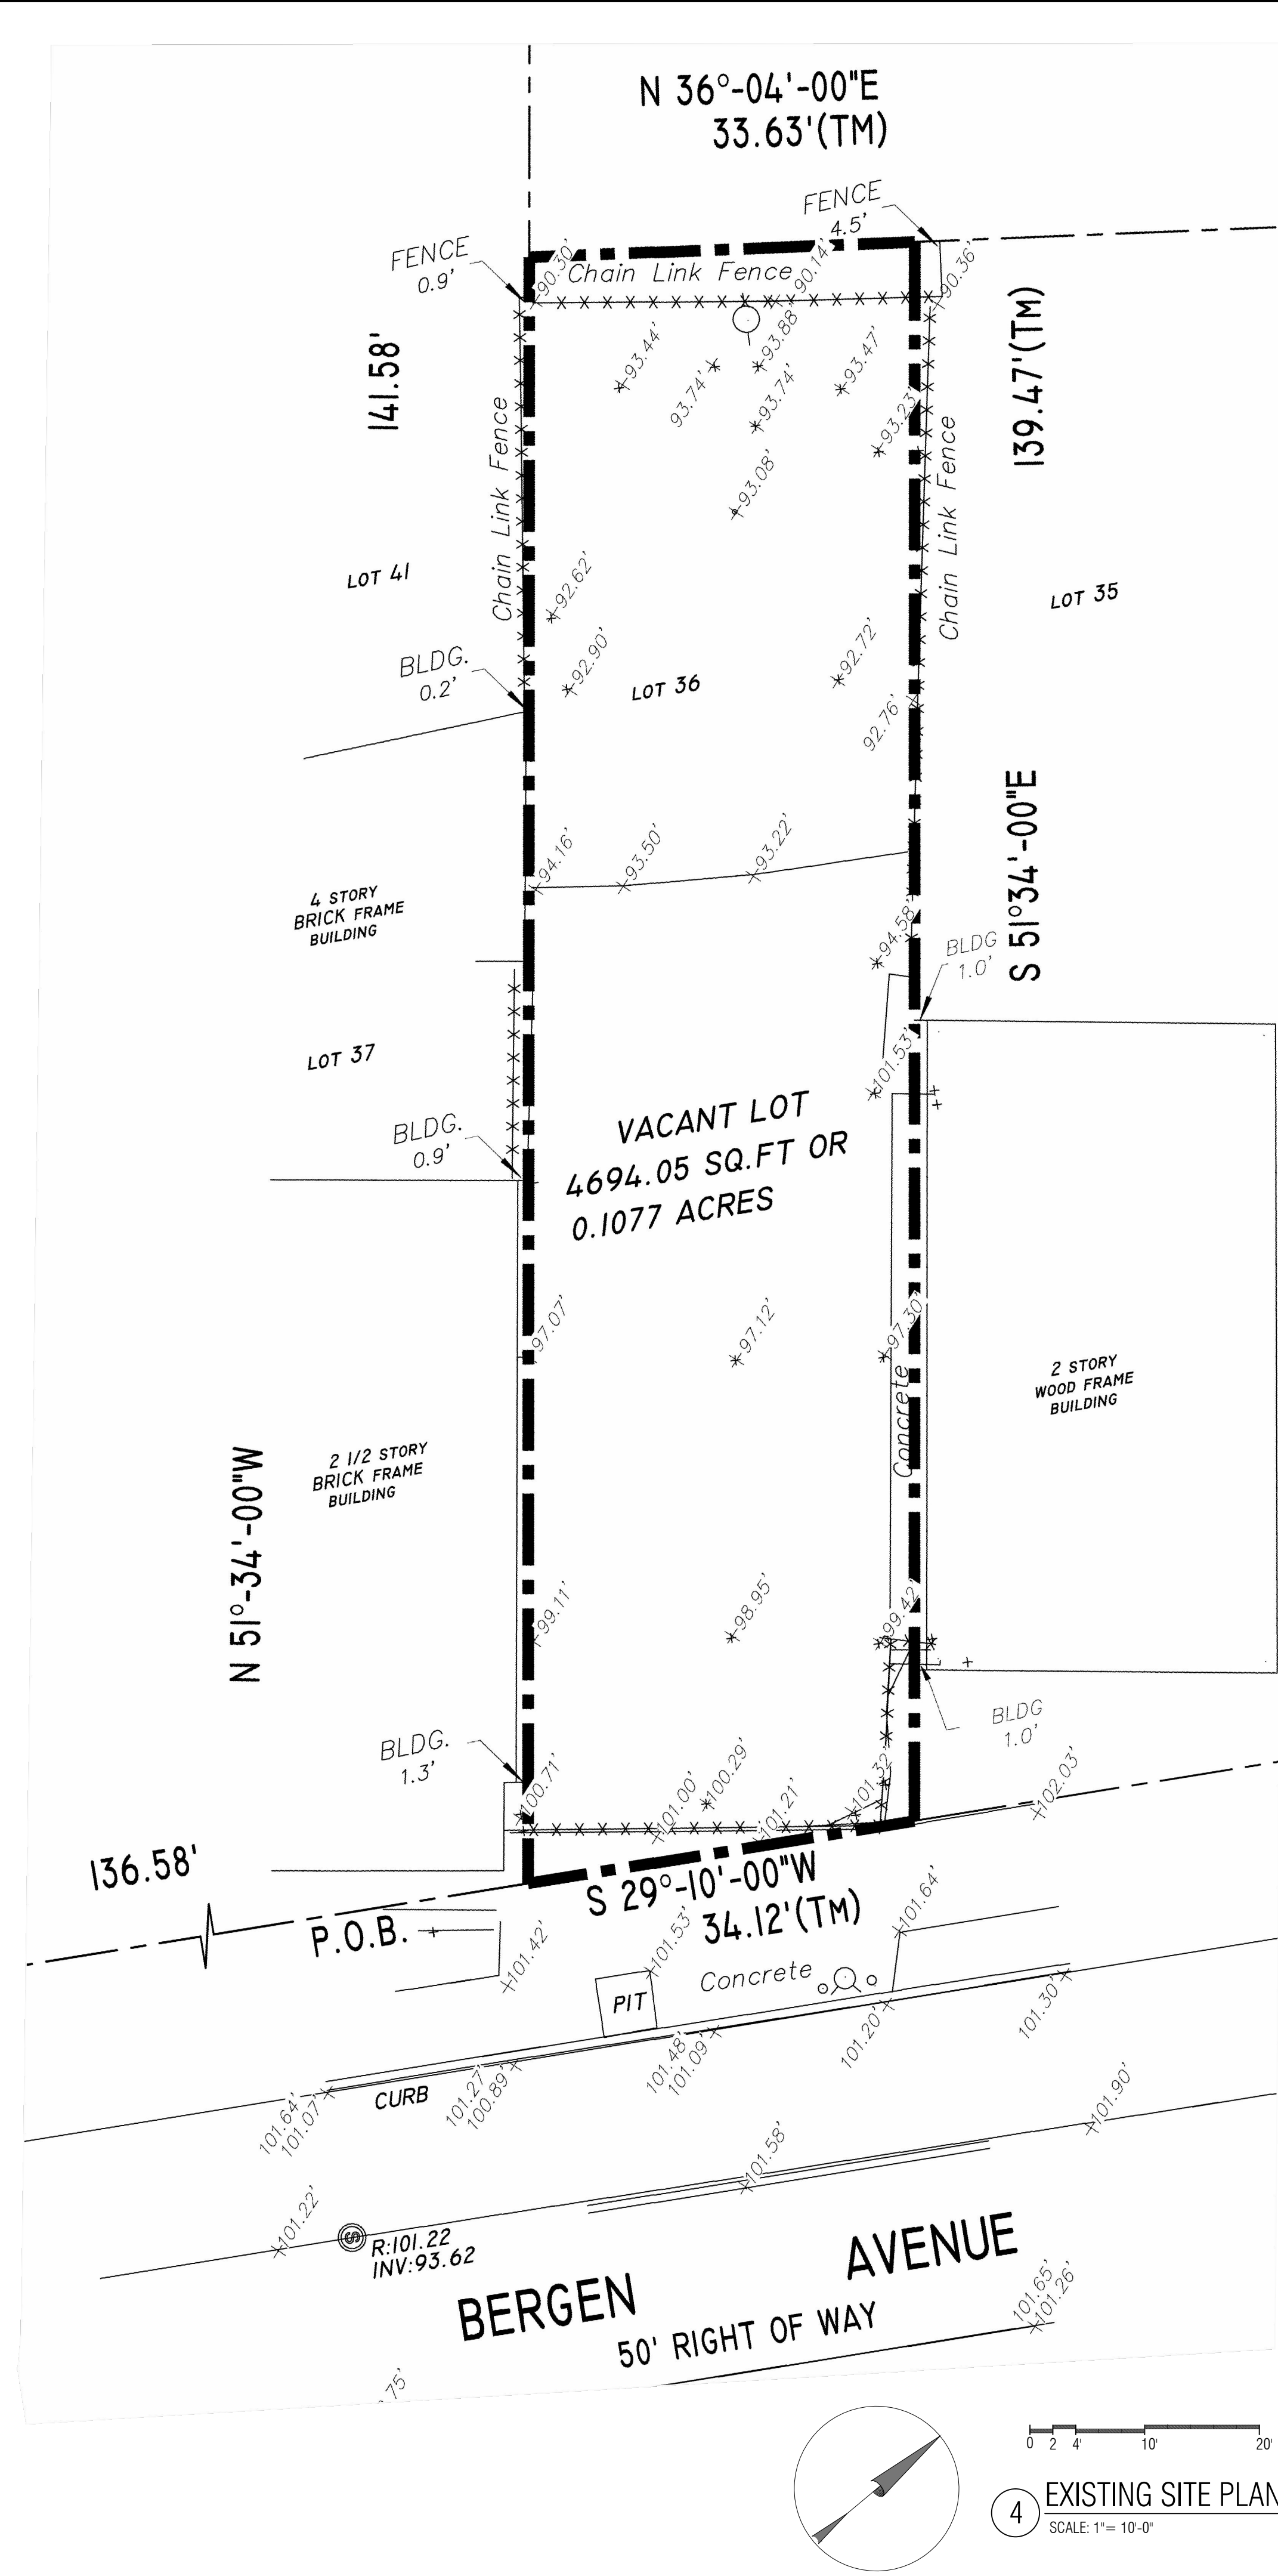 N 36°-04'-00"E
33.63'(TM)
FENCE
4.5'
FENCE
0.9'
90.30'
Chain Link Fence
90.14'
90.36'
141.58'
139.47'(TM)
93.44'
93.74'
93.88'
93.74'
93.47'
93.23'
93.08'
Chain Link Fence
Chain Link Fence
LOT 41
92.62'
LOT 35
BLDG.
0.2'
92.90'
LOT 36
92.72'
92.76'
S 51°34'-00"E
94.16'
93.50'
93.22'
4 STORY
BRICK FRAME
BUILDING
94.58'
BLDG
1.0'
LOT 37
101.53'
BLDG.
0.9'
VACANT LOT
4694.05 SQ.FT OR
0.1077 ACRES
97.07'
97.12'
97.30'
Concrete
2 STORY
WOOD FRAME
BUILDING
2 1/2 STORY
BRICK FRAME
BUILDING
N 51°-34'-00"W
99.11'
98.95'
99.42'
BLDG
1.0'
BLDG.
1.3'
100.71'
101.00'
100.29'
101.21'
101.32'
102.03'
136.58'
S 29°-10'-00"W
34.12'(TM)
P.O.B.
101.42'
101.53'
101.64'
PIT
Concrete
101.64'
101.07'
CURB
101.27'
100.89'
101.48'
101.09'
101.20'
101.30'
101.22'
R:101.22
INV:93.62
101.58'
101.90'
BERGEN AVENUE
50' RIGHT OF WAY
101.65'
101.26'
75'
0 2 4' 10' 20'
4
EXISTING SITE PLAN
SCALE: 1"= 10'-0"